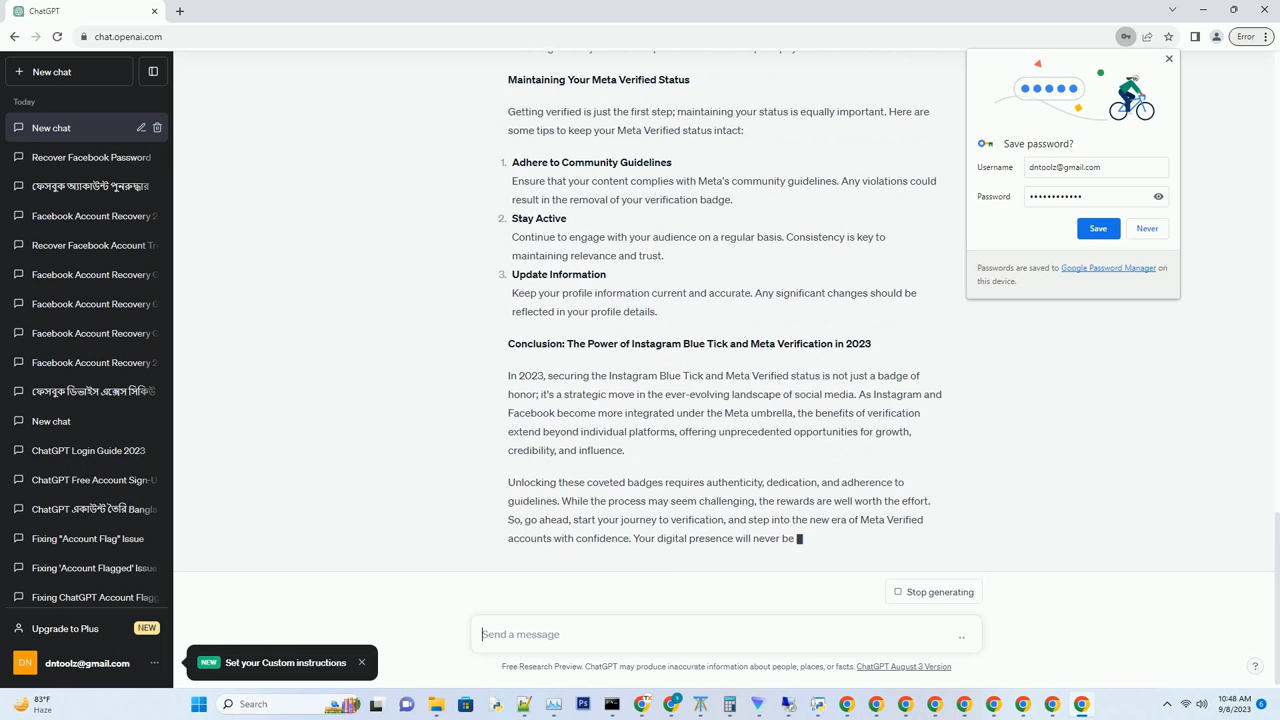 ChatGPT
chat.openai.com
Error
New chat
Today
New chat
Recover Facebook Password
ফেসবুক অ্যাকাউন্ট পুনরুদ্ধার
Facebook Account Recovery 2
Recover Facebook Account Tr
Facebook Account Recovery G
Facebook Account Recovery G
Facebook Account Recovery 2
Facebook Account Recovery G
Facebook Account Recovery 2
New chat
ChatGPT Login Guide 2023
ChatGPT Free Account Sign-U
ChatGPT একাউন্ট তৈরি Bangla
Fixing "Account Flag" Issue
Fixing 'Account Flagged' Issue
Fixing ChatGPT Account Flagg
Upgrade to Plus NEW
DN dntoolz@gmail.com
NEW Set your Custom instructions
Maintaining Your Meta Verified Status
Getting verified is just the first step; maintaining your status is equally important. Here are
some tips to keep your Meta Verified status intact:
1. Adhere to Community Guidelines
Ensure that your content complies with Meta's community guidelines. Any violations could
result in the removal of your verification badge.
2. Stay Active
Continue to engage with your audience on a regular basis. Consistency is key to
maintaining relevance and trust.
3. Update Information
Keep your profile information current and accurate. Any significant changes should be
reflected in your profile details.
Conclusion: The Power of Instagram Blue Tick and Meta Verification in 2023
In 2023, securing the Instagram Blue Tick and Meta Verified status is not just a badge of
honor; it's a strategic move in the ever-evolving landscape of social media. As Instagram and
Facebook become more integrated under the Meta umbrella, the benefits of verification
extend beyond individual platforms, offering unprecedented opportunities for growth,
credibility, and influence.
Unlocking these coveted badges requires authenticity, dedication, and adherence to
guidelines. While the process may seem challenging, the rewards are well worth the effort.
So, go ahead, start your journey to verification, and step into the new era of Meta Verified
accounts with confidence. Your digital presence will never be
Stop generating
Send a message
Free Research Preview. ChatGPT may produce inaccurate information about people, places, or facts. ChatGPT August 3 Version
Save password?
Username dntoolz@gmail.com
Password ••••••••••••
Save Never
Passwords are saved to Google Password Manager on
this device.
83°F
Haze
Search
10:48 AM
9/8/2023